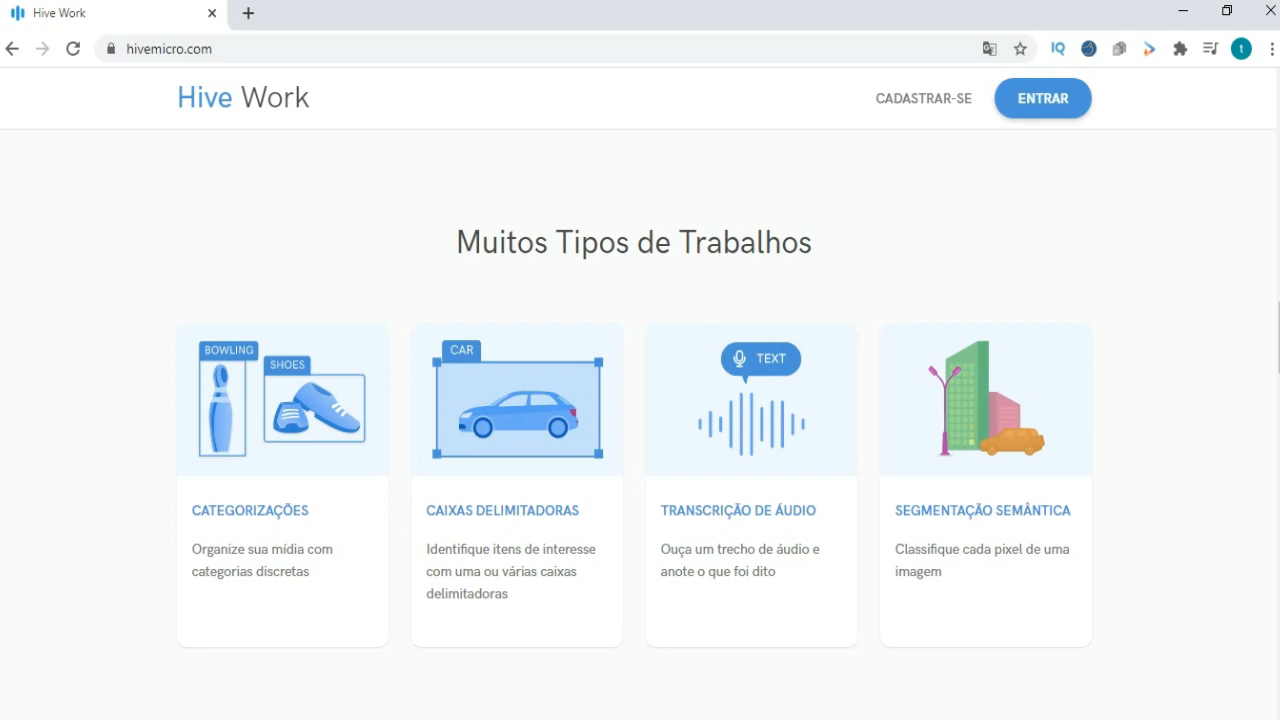 Hive Work
hivemicro.com
IQ
t
Hive Work
CADASTRAR-SE
ENTRAR
Muitos Tipos de Trabalhos
BOWLING
SHOES
CAR
TEXT
CATEGORIZAÇÕES
Organize sua mídia com
categorias discretas
CAIXAS DELIMITADORAS
Identifique itens de interesse
com uma ou várias caixas
delimitadoras
TRANSCRIÇÃO DE ÁUDIO
Ouça um trecho de áudio e
anote o que foi dito
SEGMENTAÇÃO SEMÂNTICA
Classifique cada pixel de uma
imagem